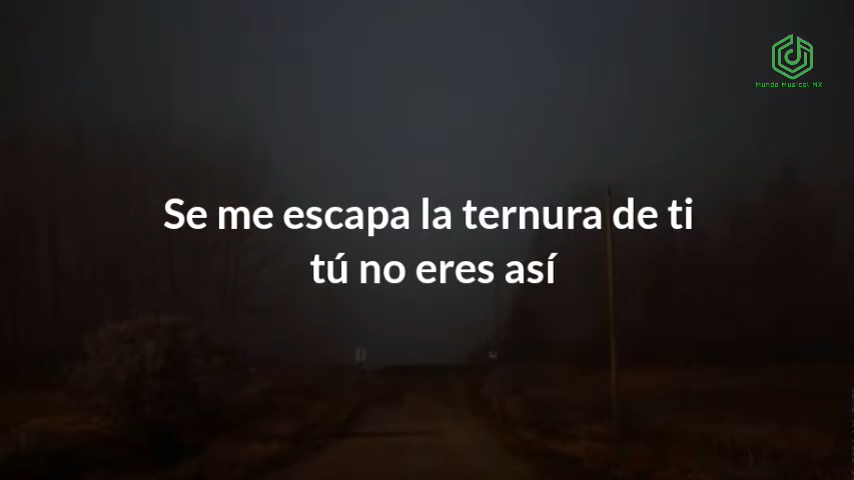 Mundo Musical MX
Se me escapa la ternura de ti
tú no eres así